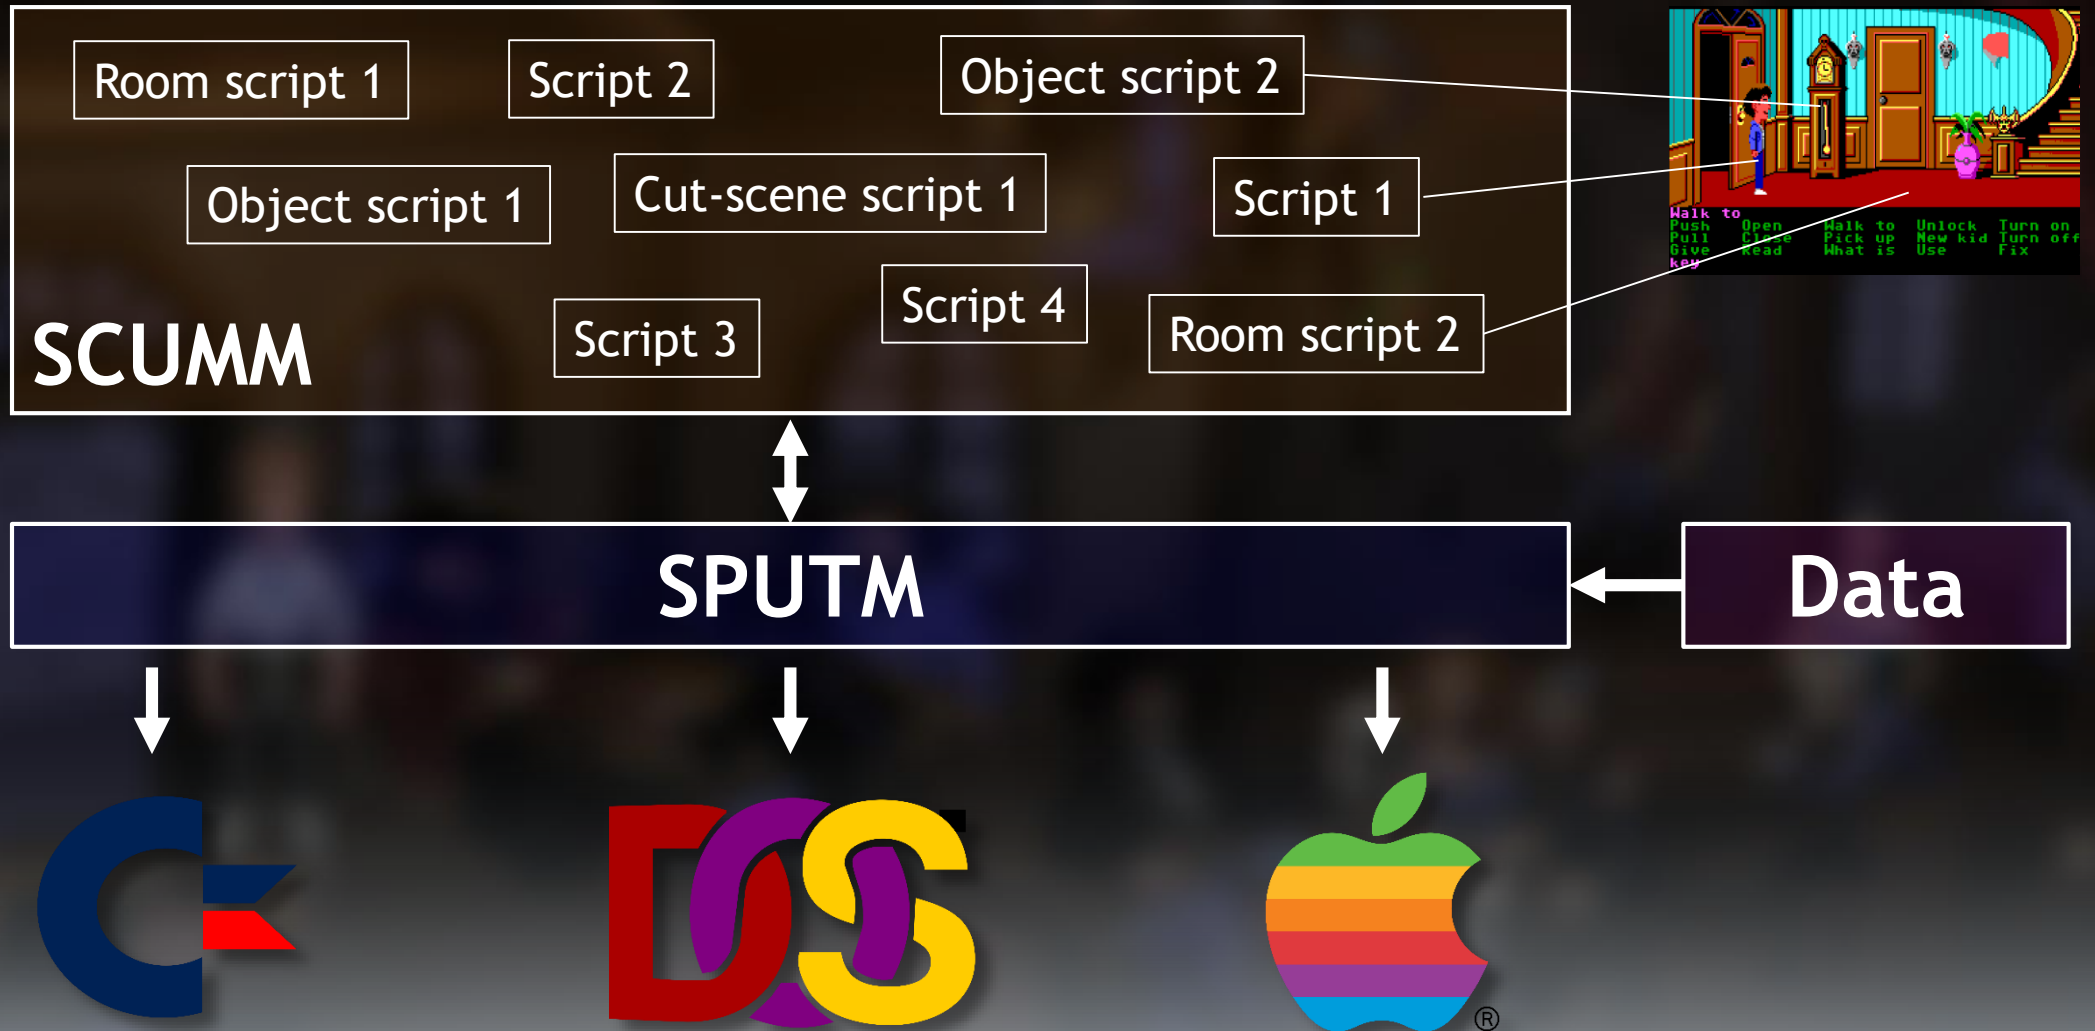 Room script 1
Script 2
Object script 2
Object script 1
Cut-scene script 1
Script 1
Script 3
Script 4
Room script 2
SCUMM
Walk to
Push Open Walk to Unlock Turn on
Pull Close Pick up New kid Turn off
Give Read What is Use Fix
key
SPUTM
Data
DOS
®